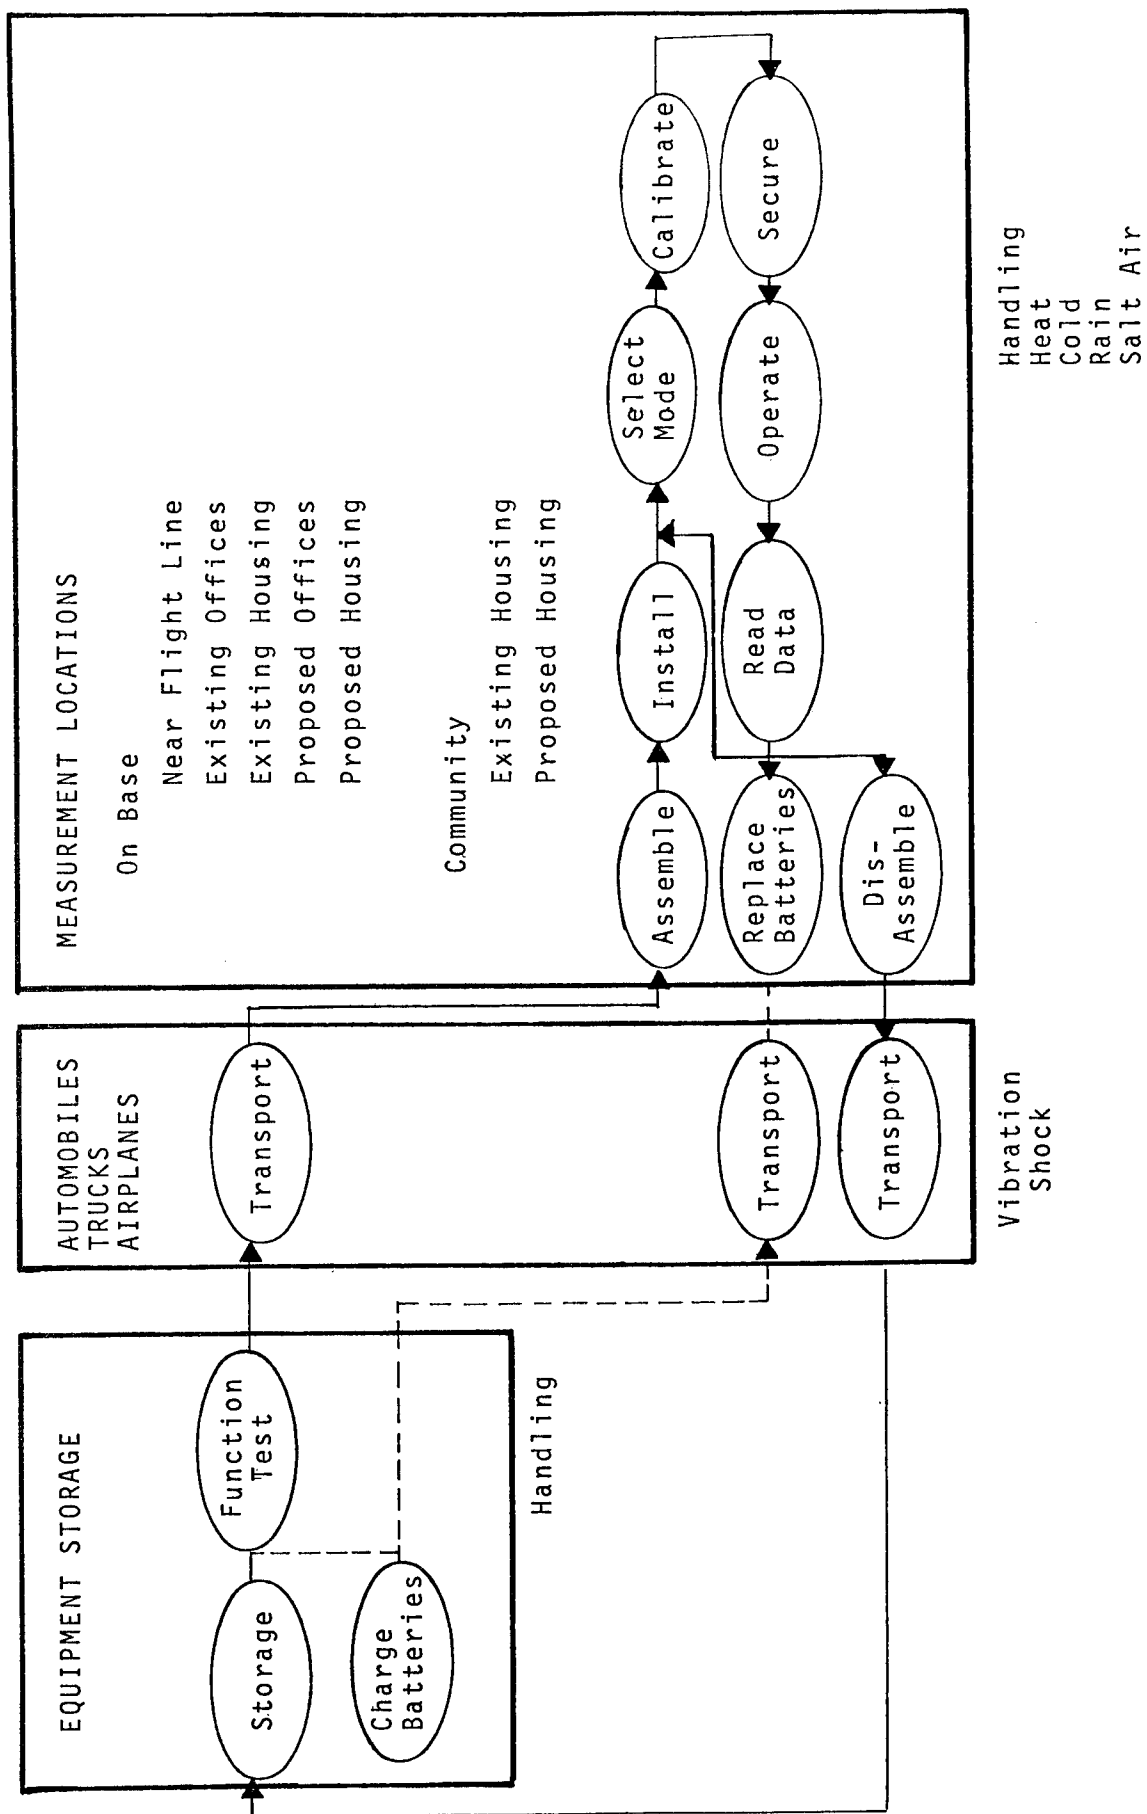 EQUIPMENT STORAGE
Storage
Function
Test
Charge
Batteries
Handling
AUTOMOBILES
TRUCKS
AIRPLANES
Transport
Transport
Transport
Vibration
Shock
MEASUREMENT LOCATIONS
On Base
Near Flight Line
Existing Offices
Existing Housing
Proposed Offices
Proposed Housing
Community
Existing Housing
Proposed Housing
Assemble
Install
Select
Mode
Calibrate
Replace
Batteries
Read
Data
Operate
Secure
Dis-
Assemble
Handling
Heat
Cold
Rain
Salt Air